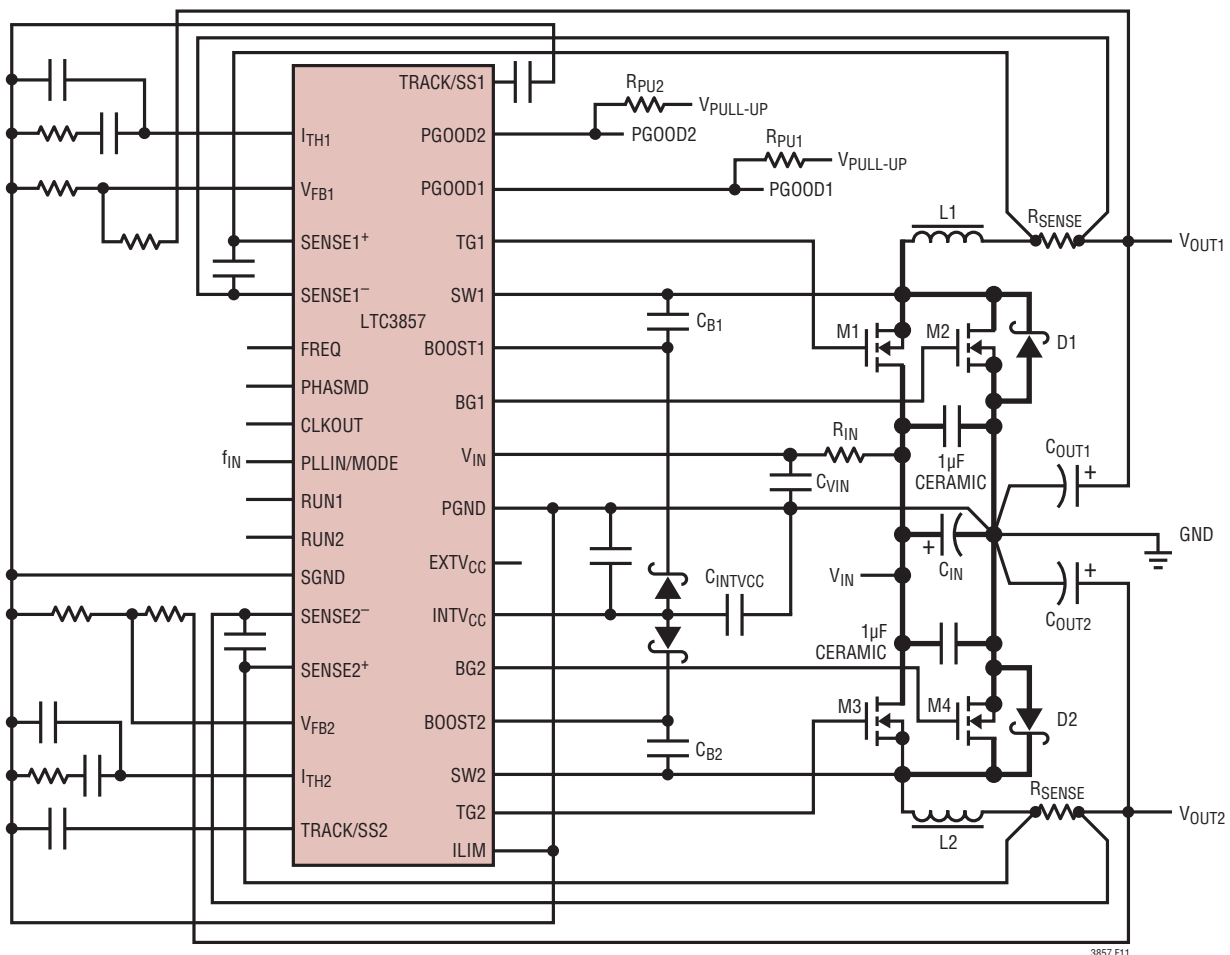 TRACK/SS1
RPU2
VPULL-UP
PGOOD2
PGOOD2
RPU1
VPULL-UP
PGOOD1
PGOOD1
ITH1
VFB1
SENSE1+
SENSE1–
LTC3857
FREQ
PHASMD
CLKOUT
fIN
PLLIN/MODE
RUN1
RUN2
SGND
SENSE2–
SENSE2+
VFB2
ITH2
TRACK/SS2
TG1
SW1
BOOST1
BG1
VIN
PGND
EXTVCC
INTVCC
BG2
BOOST2
SW2
TG2
ILIM
CB1
RIN
CVIN
CINTVCC
CB2
L1
RSENSE
VOUT1
M1
M2
D1
1µF
CERAMIC
COUT1
+
GND
+
CIN
VIN
+
COUT2
1µF
CERAMIC
M3
M4
D2
RSENSE
VOUT2
L2
3857 F11